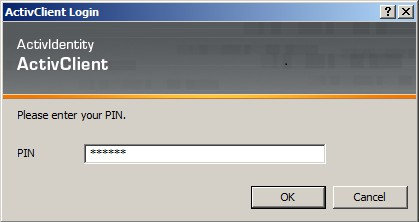 ActivClient Login
ActivIdentity
ActivClient
Please enter your PIN.
PIN ******
OK Cancel